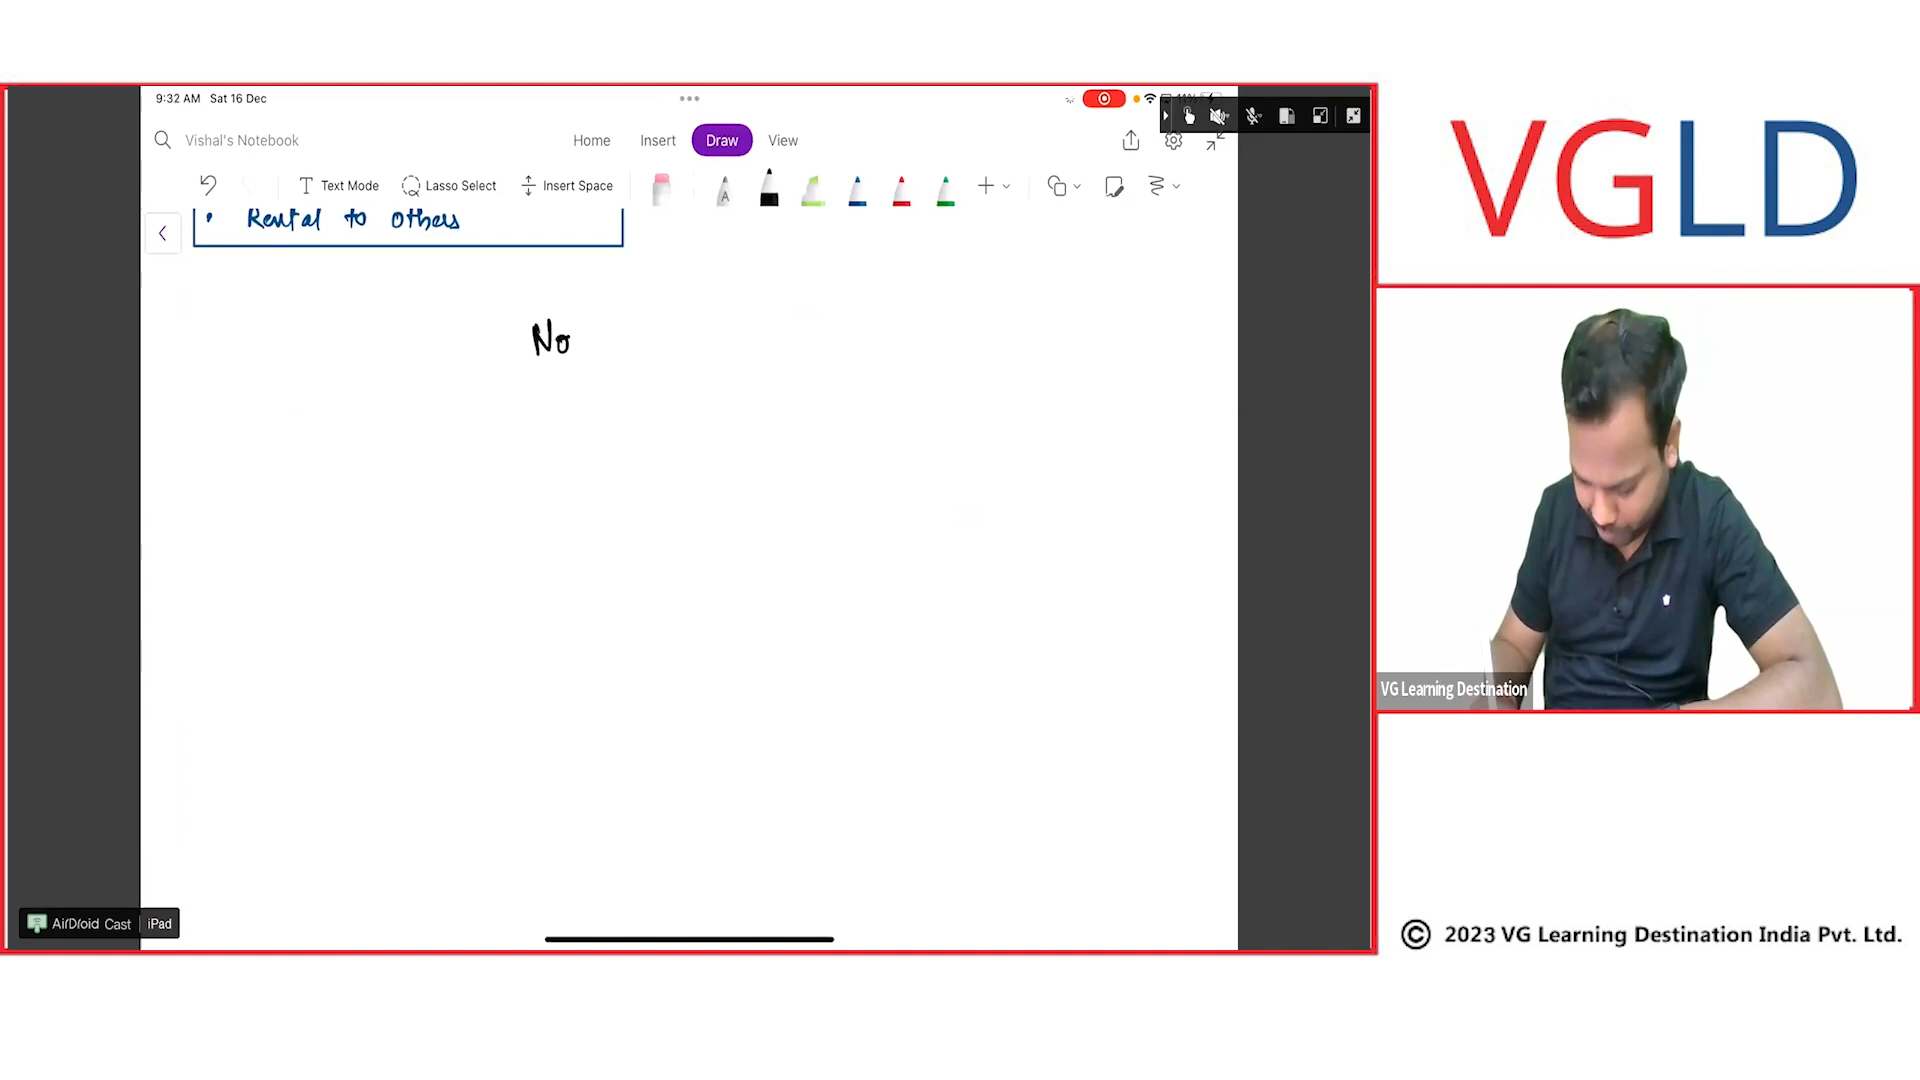 9:32 AM Sat 16 Dec
Vishal's Notebook
Home Insert Draw View
Text Mode Lasso Select Insert Space
A
• Rental to others
No
VGLD
VG Learning Destination
AirDroid Cast iPad
© 2023 VG Learning Destination India Pvt. Ltd.